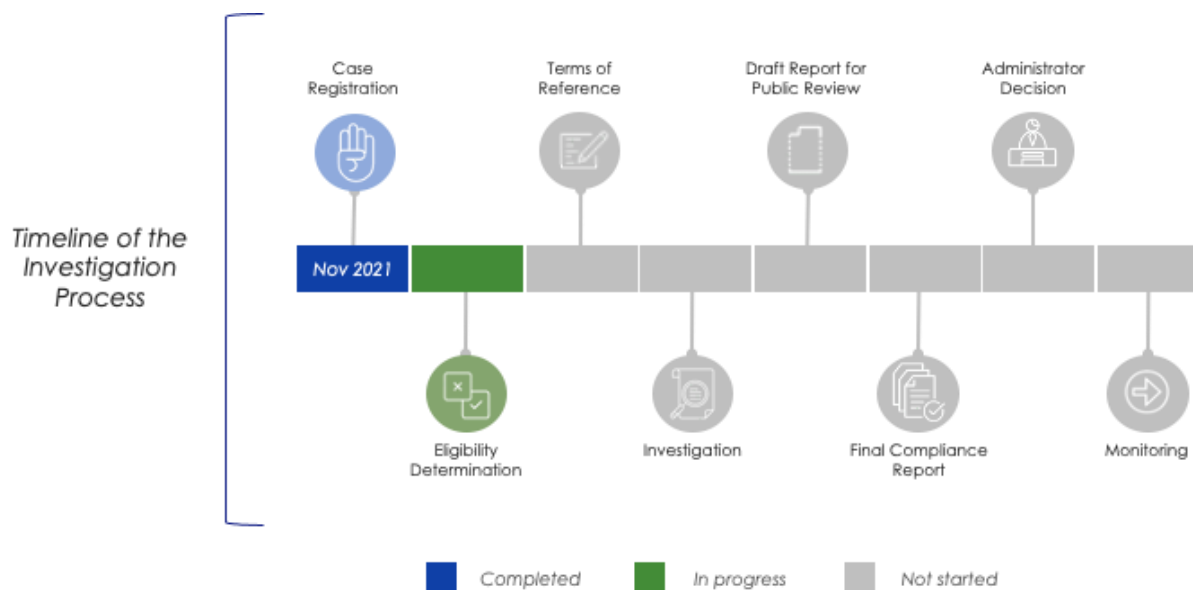 Case
Registration
Terms of
Reference
Draft Report for
Public Review
Administrator
Decision
Timeline of the
Investigation
Process
Nov 2021
Eligibility
Determination
Investigation
Final Compliance
Report
Monitoring
Completed
In progress
Not started